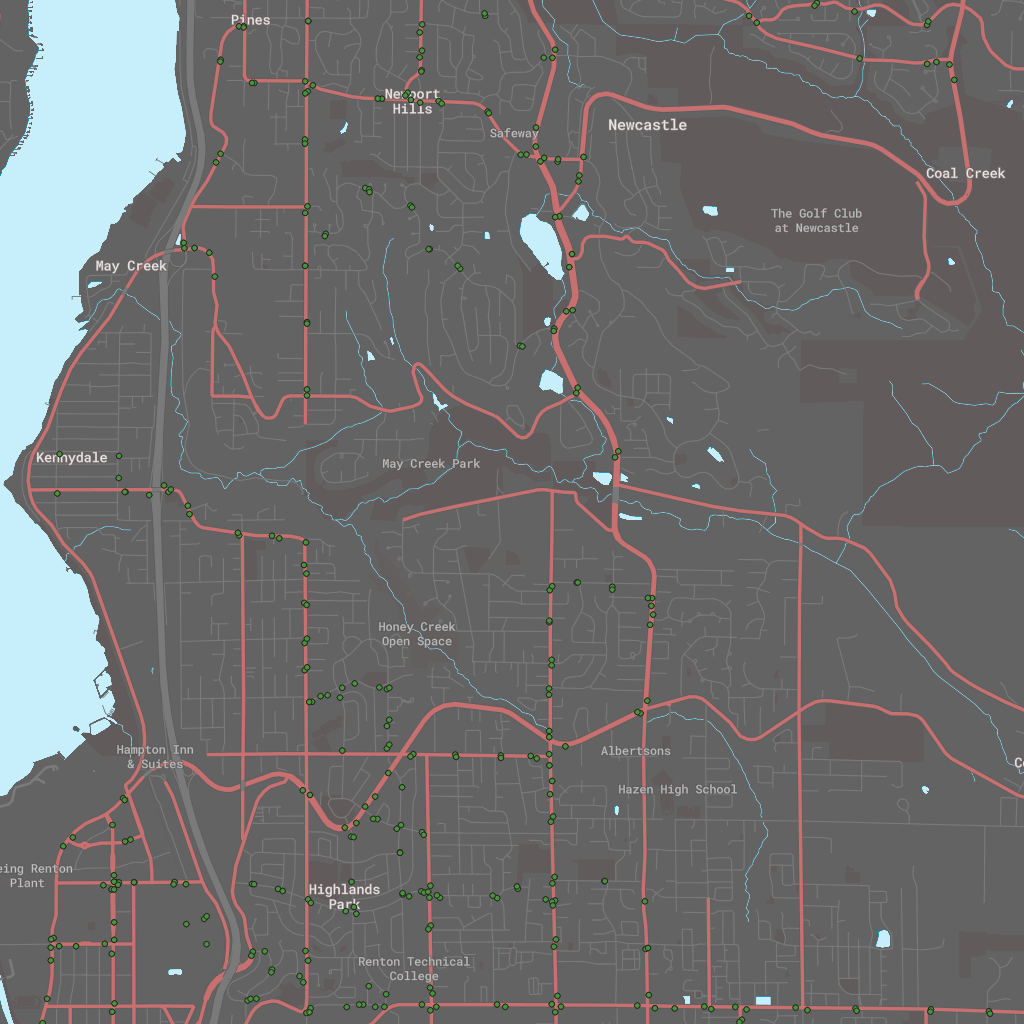 Pines
Newport
Hills
Safeway
Newcastle
Coal Creek
The Golf Club
at Newcastle
May Creek
Kennydale
May Creek Park
Honey Creek
Open Space
Hampton Inn
& Suites
Albertsons
Hazen High School
Renton
Plant
Highlands
Park
Renton Technical
College